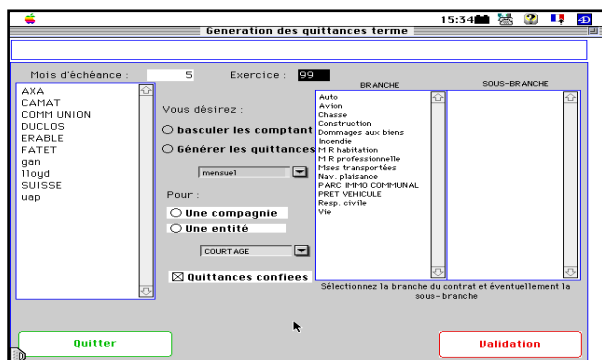 15:34
Generation des quittances terme
Mois d'échéance : 5 Exercice : 99
BRANCHE
SOUS-BRANCHE
AXA
CAMAT
COMM UNION
DUCLOS
ERABLE
FATET
gan
lloyd
SUISSE
uap
Vous désirez :
basculer les comptant
Générer les quittances
mensuel
Pour :
Une compagnie
Une entité
COURTAGE
Quittances confiees
Auto
Avion
Chasse
Construction
Dommages aux biens
Incendie
M R habitation
M R professionnelle
Mses transportées
Nav. plaisance
PARC IMMO COMMUNAL
PRET VEHICULE
Resp. civile
Vie
Sélectionnez la branche du contrat et éventuellement la
sous-branche
Quitter
Validation